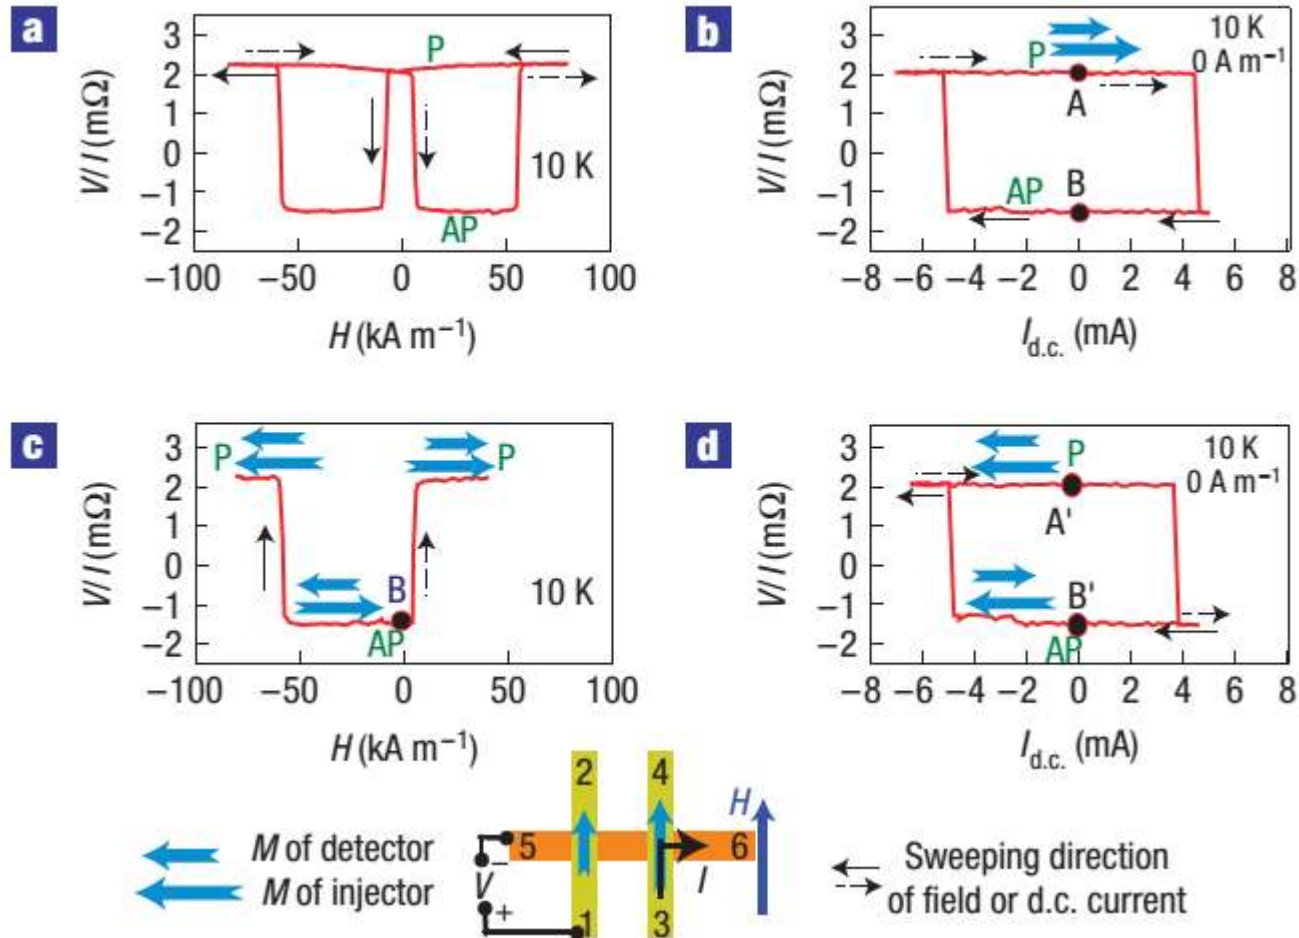 a
3
2
1
0
−1
−2
V/I (mΩ)
P
10 K
AP
−100 −50 0 50 100
H (kA m−1)
b
3
2
1
0
−1
−2
V/I (mΩ)
P
10 K
0 A m−1
A
B
AP
−8 −6 −4 −2 0 2 4 6 8
Id.c. (mA)
c
3
2
1
0
−1
−2
V/I (mΩ)
P
P
B
10 K
AP
−100 −50 0 50 100
H (kA m−1)
d
3
2
1
0
−1
−2
V/I (mΩ)
P
10 K
0 A m−1
A'
B'
AP
−8 −6 −4 −2 0 2 4 6 8
Id.c. (mA)
M of detector
M of injector
2 4
H
5 6
−
V
I
+
1 3
Sweeping direction
of field or d.c. current